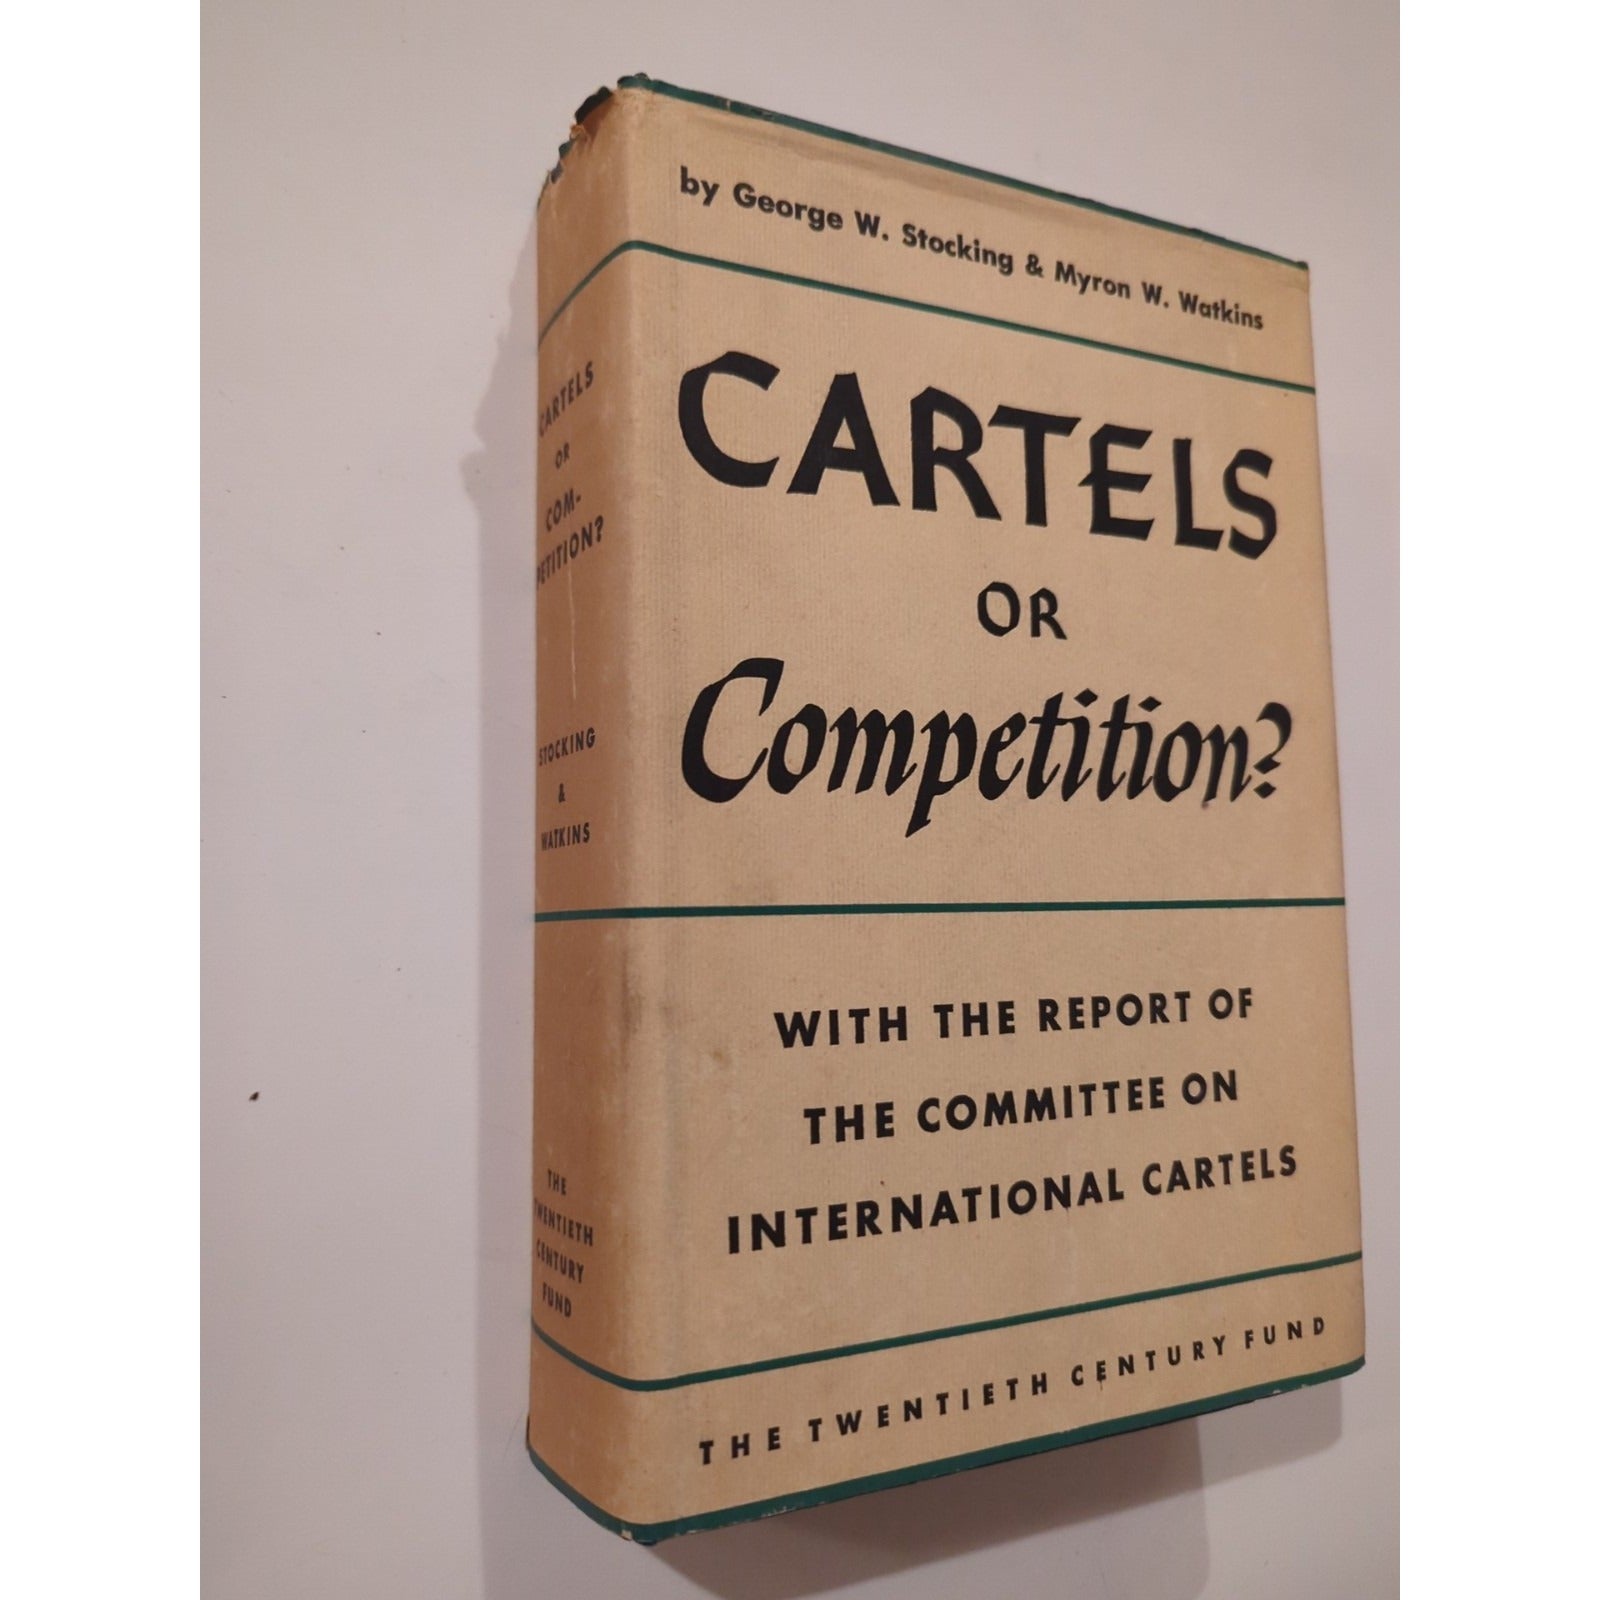 by George W. Stocking & Myron W. Watkins
CARTELS
OR
Competition?
WITH THE REPORT OF
THE COMMITTEE ON
INTERNATIONAL CARTELS
THE TWENTIETH CENTURY FUND
CARTELS
OR
COM-
PETITION?
STOCKING
&
WATKINS
THE
TWENTIETH
CENTURY
FUND